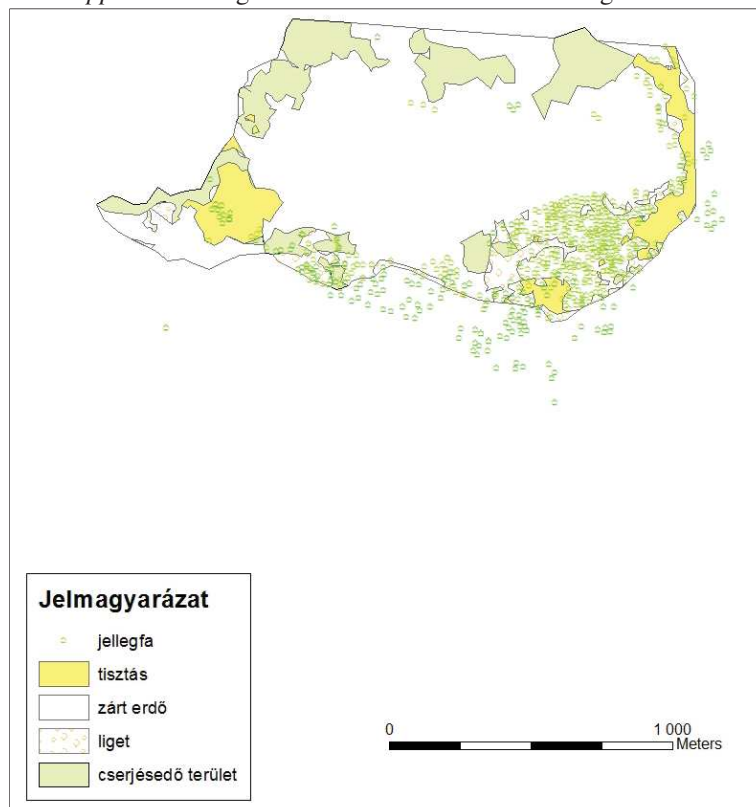 Jelmagyarázat
jellegfa
tisztás
zárt erdő
liget
cserjésedő terület
0 1 000
Meters